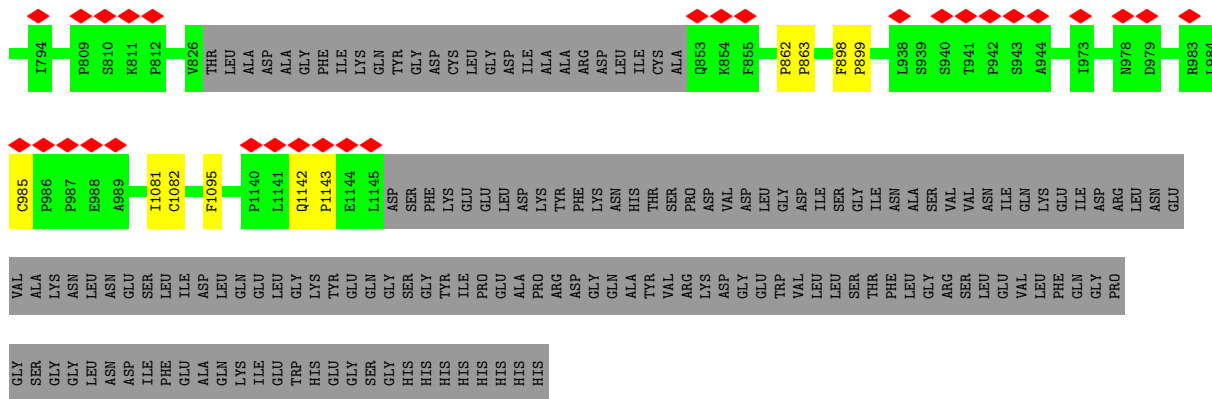 I794 P809 S810 K811 P812 V826 THR LEU ALA ASP ALA GLY PHE ILE LYS GLN TYR GLY ASP CYS LEU GLY ASP ILE ALA ALA ARG ASP LEU ILE CYS ALA Q853 K854 F855 P862 P863 F898 P899 L938 S939 S940 T941 P942 S943 A944 I973 N978 D979 R983 L984
C985 P986 P987 E988 A989 I1081 C1082 F1095 P1140 L1141 Q1142 P1143 E1144 L1145 ASP SER PHE LYS GLU GLU LEU ASP LYS TYR PHE LYS ASN HIS THR SER PRO ASP VAL ASP LEU GLY ASP ILE SER GLY ILE ASN ALA SER VAL VAL ASN ILE GLN LYS GLU ILE ASP ARG LEU ASN GLU
VAL ALA LYS ASN LEU ASN GLU SER LEU ILE ASP LEU GLN GLU LEU GLY LYS TYR GLU GLN GLY SER GLY TYR ILE PRO GLU ALA PRO ARG ASP GLY GLN ALA TYR VAL ARG LYS ASP GLY GLU TRP VAL LEU LEU SER THR PHE LEU GLY ARG SER LEU GLU VAL LEU PHE GLN GLY PRO
GLY SER GLY GLY LEU ASN ASP ILE PHE GLU ALA GLN LYS ILE GLU TRP HIS GLU GLY SER GLY HIS HIS HIS HIS HIS HIS HIS HIS